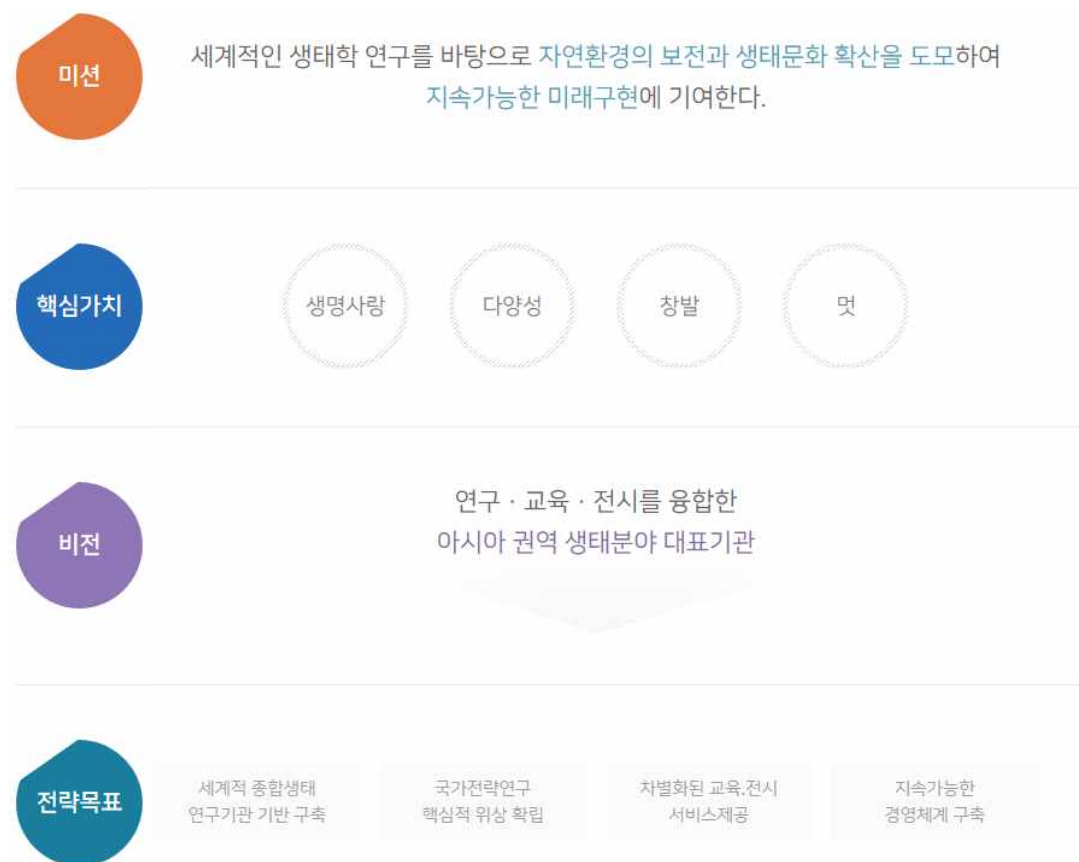 미션
세계적인 생태학 연구를 바탕으로 자연환경의 보전과 생태문화 확산을 도모하여
지속가능한 미래구현에 기여한다.
핵심가치
생명사랑
다양성
창발
멋
비전
연구 · 교육 · 전시를 융합한
아시아 권역 생태분야 대표기관
전략목표
세계적 종합생태
연구기관 기반 구축
국가전략연구
핵심적 위상 확립
차별화된 교육.전시
서비스제공
지속가능한
경영체계 구축